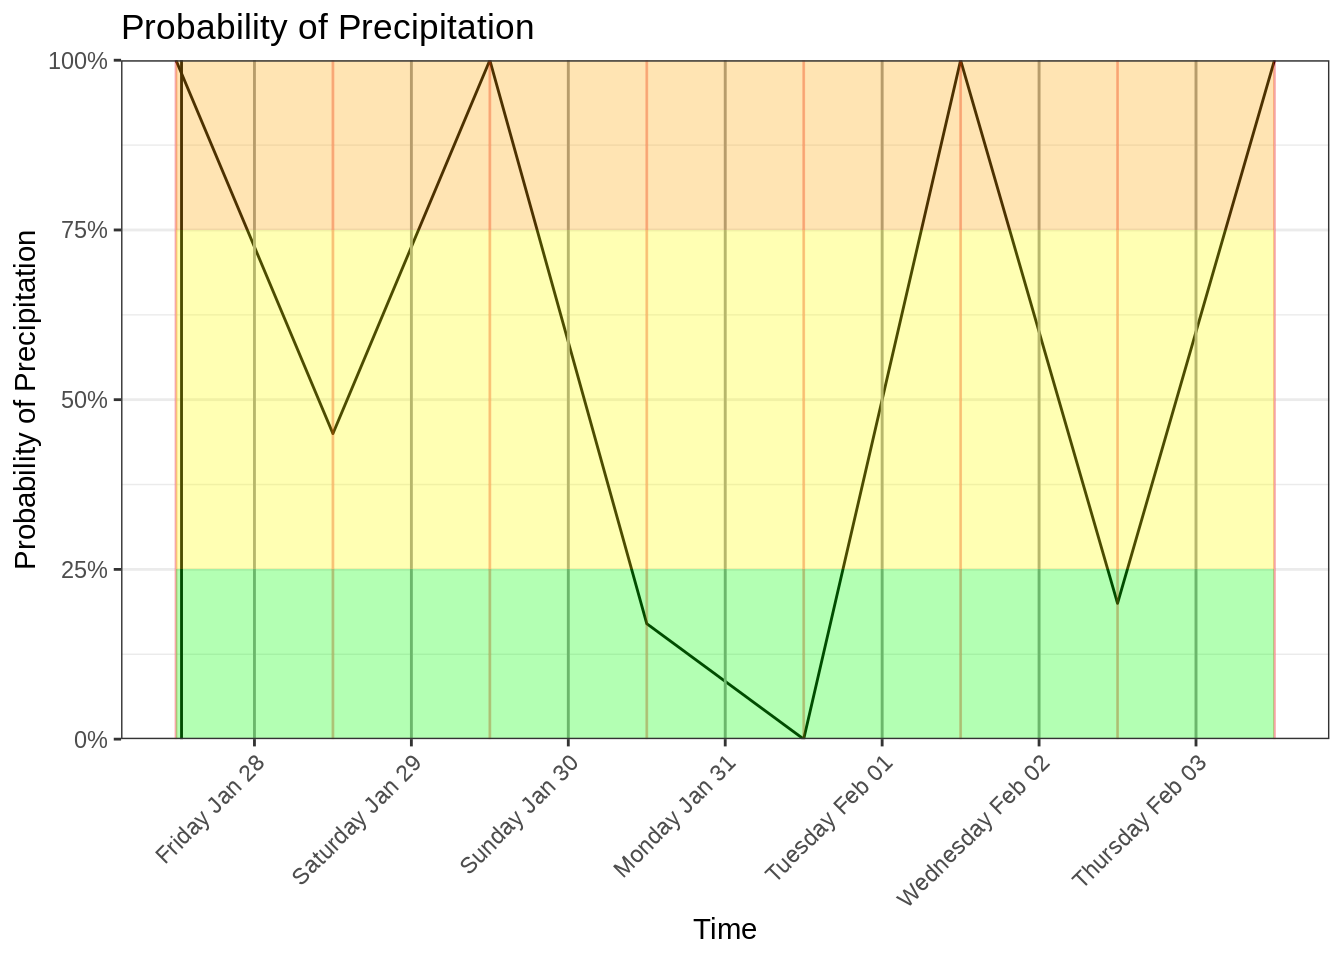 Probability of Precipitation
Probability of Precipitation
100%
75%
50%
25%
0%
Friday Jan 28
Saturday Jan 29
Sunday Jan 30
Monday Jan 31
Tuesday Feb 01
Wednesday Feb 02
Thursday Feb 03
Time